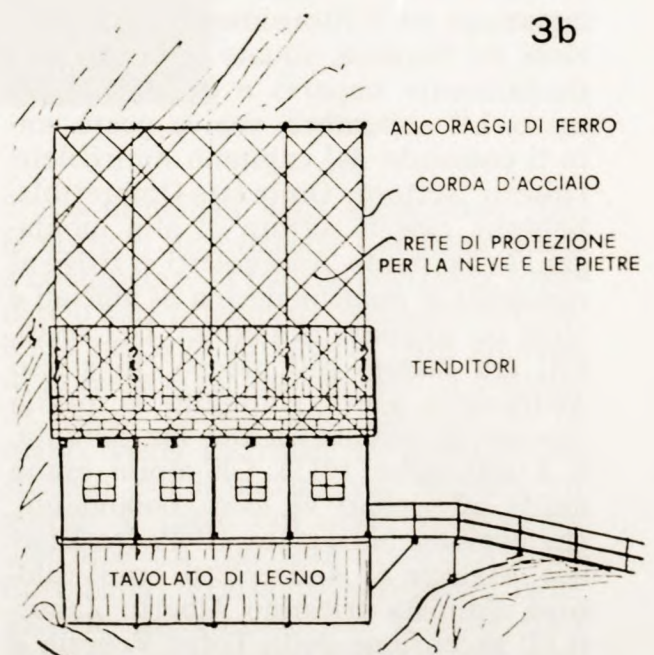 3b
ANCORAGGI DI FERRO
CORDA D'ACCIAIO
RETE DI PROTEZIONE
PER LA NEVE E LE PIETRE
TENDITORI
TAVOLATO DI LEGNO